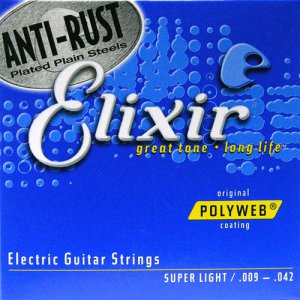 ANTI-RUST
Plated Plain Steels
Elixir
great tone · long life™
original
POLYWEB®
coating
Electric Guitar Strings
SUPER LIGHT / .009 – .042